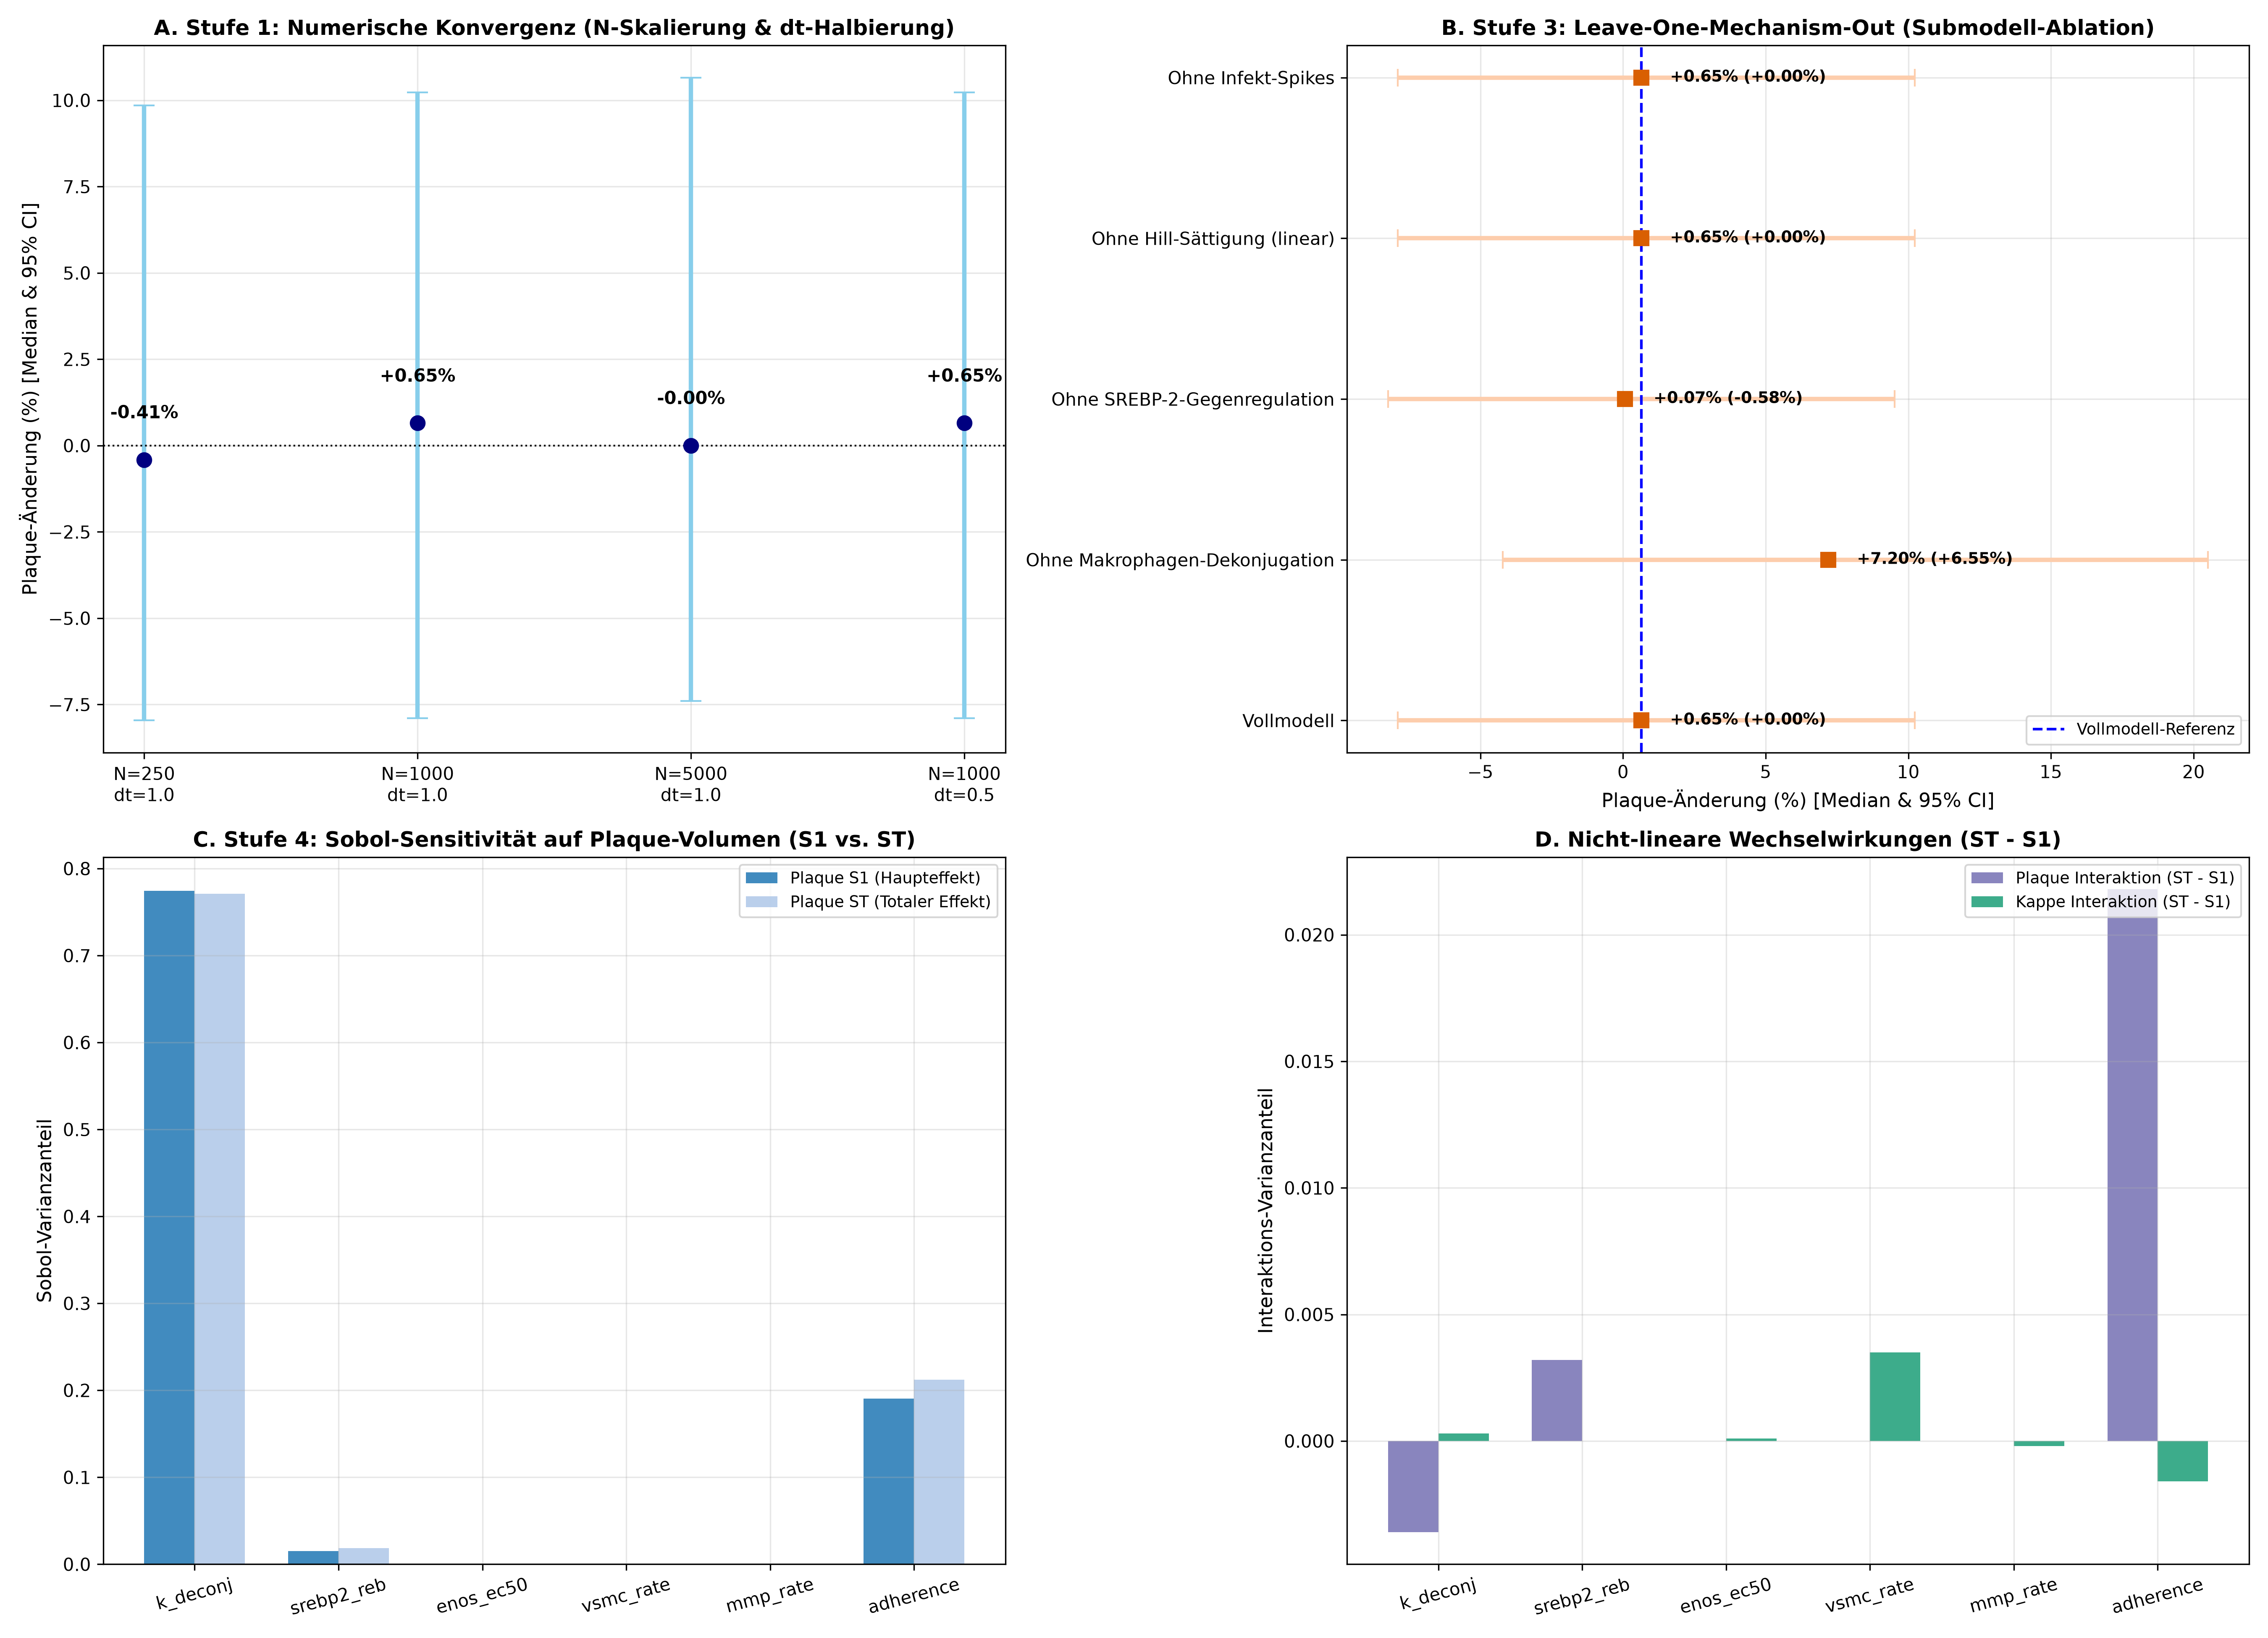 A. Stufe 1: Numerische Konvergenz (N-Skalierung & dt-Halbierung)
Plaque-Änderung (%) [Median & 95% CI]
10.0
7.5
5.0
2.5
0.0
−2.5
−5.0
−7.5
-0.41%
+0.65%
-0.00%
+0.65%
N=250
dt=1.0
N=1000
dt=1.0
N=5000
dt=1.0
N=1000
dt=0.5
B. Stufe 3: Leave-One-Mechanism-Out (Submodell-Ablation)
Ohne Infekt-Spikes
+0.65% (+0.00%)
Ohne Hill-Sättigung (linear)
+0.65% (+0.00%)
Ohne SREBP-2-Gegenregulation
+0.07% (-0.58%)
Ohne Makrophagen-Dekonjugation
+7.20% (+6.55%)
Vollmodell
+0.65% (+0.00%)
Vollmodell-Referenz
−5
0
5
10
15
20
Plaque-Änderung (%) [Median & 95% CI]
C. Stufe 4: Sobol-Sensitivität auf Plaque-Volumen (S1 vs. ST)
Plaque S1 (Haupteffekt)
Plaque ST (Totaler Effekt)
Sobol-Varianzanteil
0.8
0.7
0.6
0.5
0.4
0.3
0.2
0.1
0.0
k_deconj
srebp2_reb
enos_ec50
vsmc_rate
mmp_rate
adherence
D. Nicht-lineare Wechselwirkungen (ST - S1)
Plaque Interaktion (ST - S1)
Kappe Interaktion (ST - S1)
Interaktions-Varianzanteil
0.020
0.015
0.010
0.005
0.000
k_deconj
srebp2_reb
enos_ec50
vsmc_rate
mmp_rate
adherence